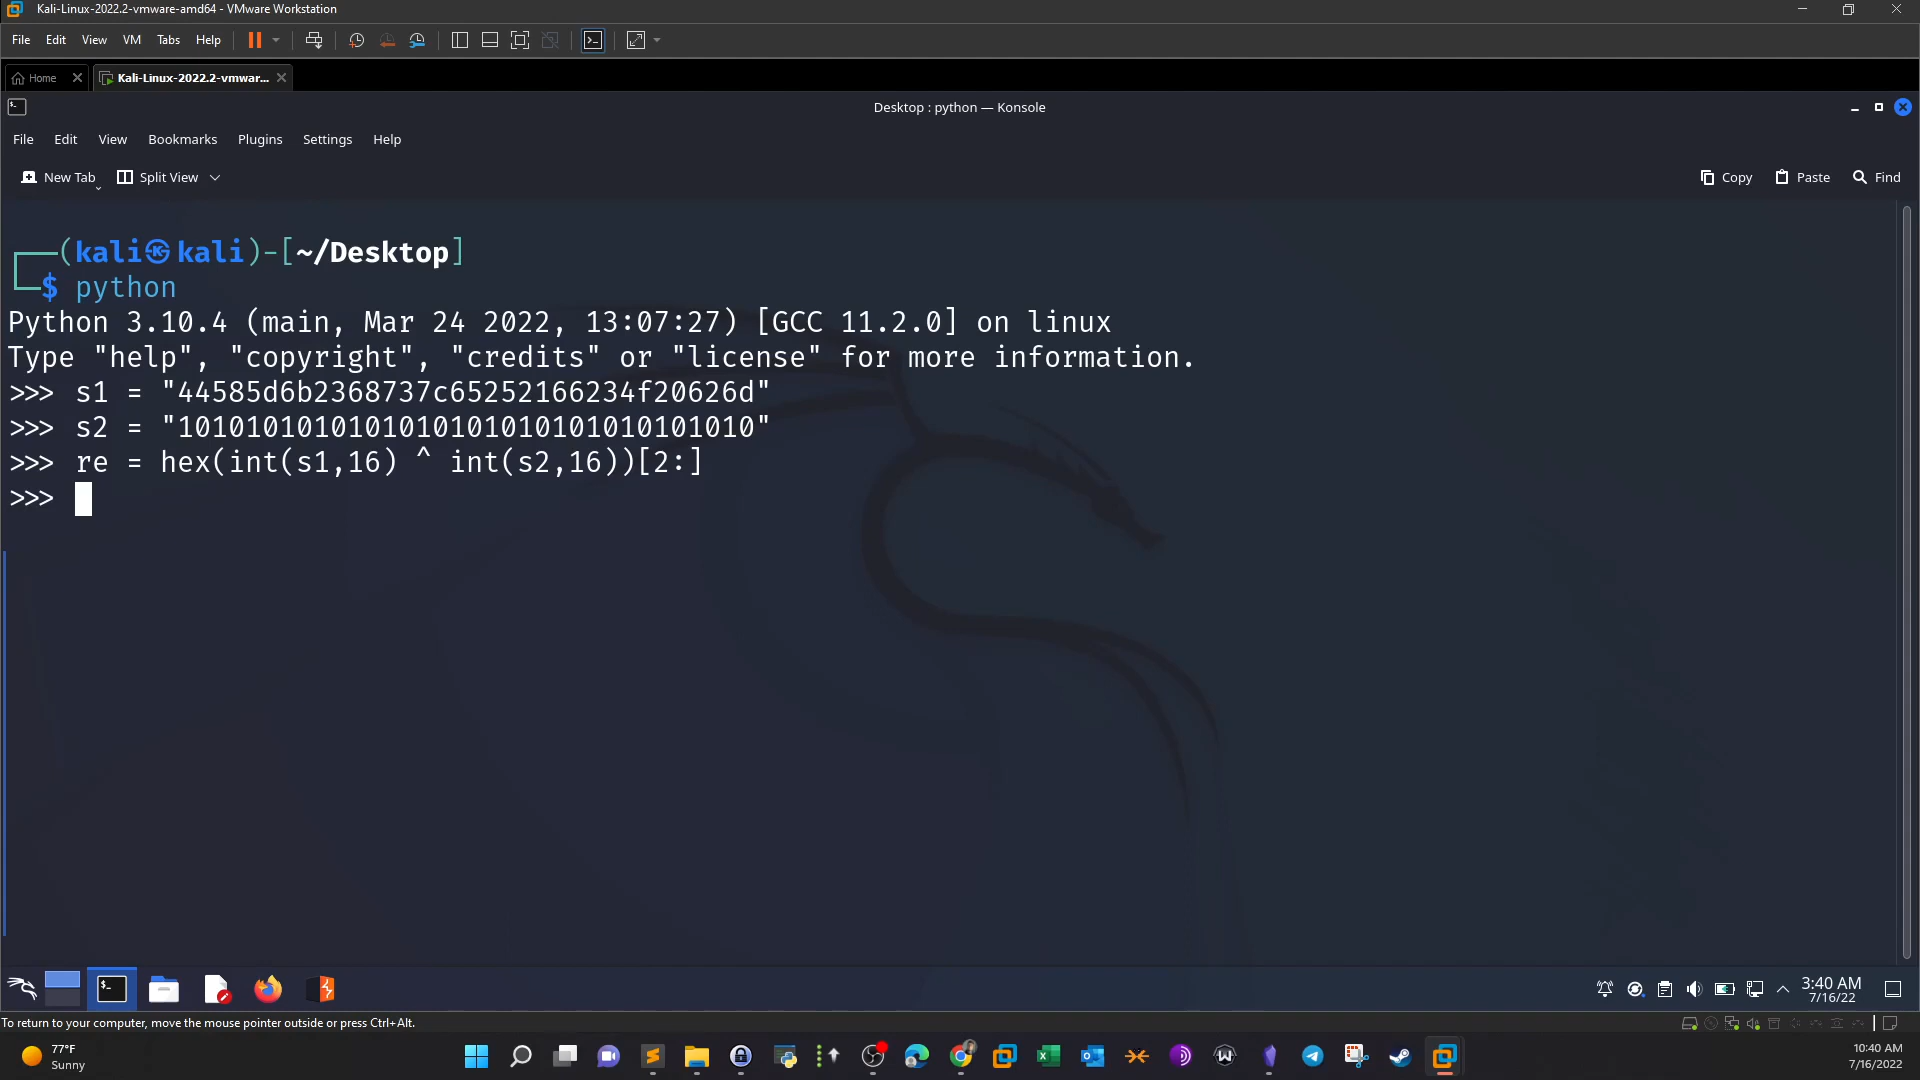 Kali-Linux-2022.2-vmware-amd64 - VMware Workstation
File Edit View VM Tabs Help
Home Kali-Linux-2022.2-vmwar...
Desktop : python — Konsole
File Edit View Bookmarks Plugins Settings Help
New Tab Split View Copy Paste Find
(kali㉿kali)-[~/Desktop]
$ python
Python 3.10.4 (main, Mar 24 2022, 13:07:27) [GCC 11.2.0] on linux
Type "help", "copyright", "credits" or "license" for more information.
>>> s1 = "44585d6b2368737c65252166234f20626d"
>>> s2 = "1010101010101010101010101010101010"
>>> re = hex(int(s1,16) ^ int(s2,16))[2:]
>>>
3:40 AM
7/16/22
To return to your computer, move the mouse pointer outside or press Ctrl+Alt.
77°F
Sunny
10:40 AM
7/16/2022